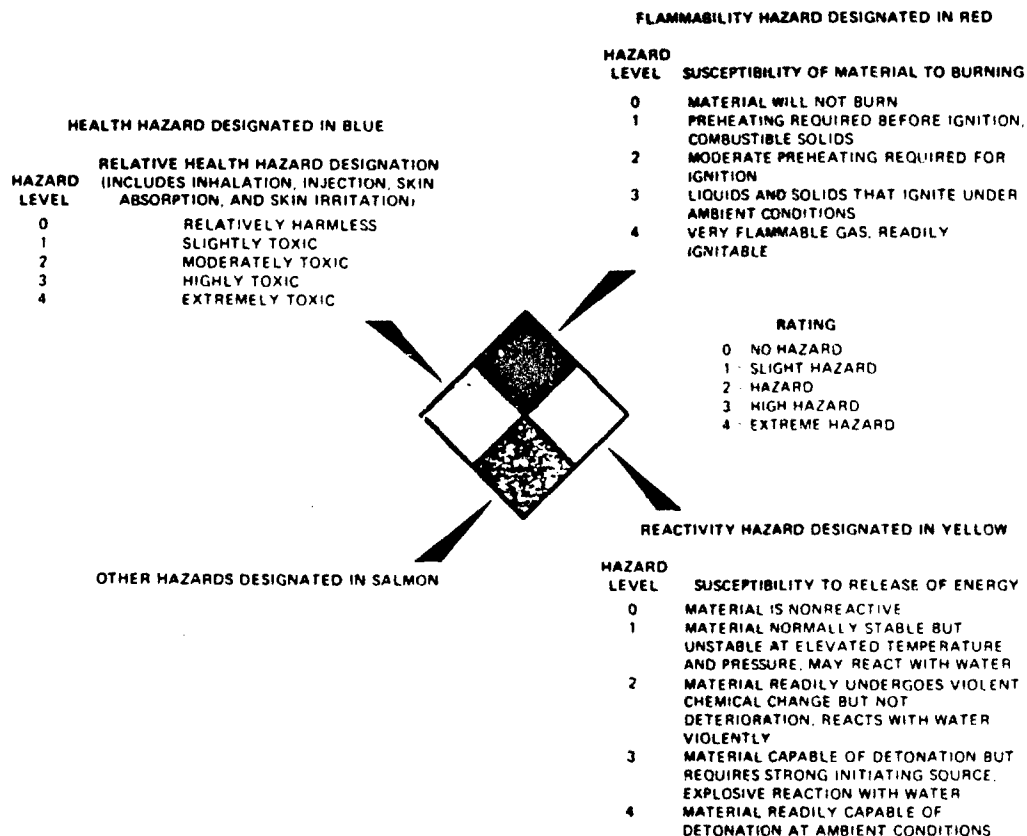 FLAMMABILITY HAZARD DESIGNATED IN RED
HAZARD
LEVEL SUSCEPTIBILITY OF MATERIAL TO BURNING
0 MATERIAL WILL NOT BURN
1 PREHEATING REQUIRED BEFORE IGNITION,
COMBUSTIBLE SOLIDS
2 MODERATE PREHEATING REQUIRED FOR
IGNITION
3 LIQUIDS AND SOLIDS THAT IGNITE UNDER
AMBIENT CONDITIONS
4 VERY FLAMMABLE GAS, READILY
IGNITABLE
HEALTH HAZARD DESIGNATED IN BLUE
HAZARD
LEVEL
RELATIVE HEALTH HAZARD DESIGNATION
(INCLUDES INHALATION, INJECTION, SKIN
ABSORPTION, AND SKIN IRRITATION)
0 RELATIVELY HARMLESS
1 SLIGHTLY TOXIC
2 MODERATELY TOXIC
3 HIGHLY TOXIC
4 EXTREMELY TOXIC
RATING
0 NO HAZARD
1 · SLIGHT HAZARD
2 · HAZARD
3 HIGH HAZARD
4 · EXTREME HAZARD
OTHER HAZARDS DESIGNATED IN SALMON
REACTIVITY HAZARD DESIGNATED IN YELLOW
HAZARD
LEVEL SUSCEPTIBILITY TO RELEASE OF ENERGY
0 MATERIAL IS NONREACTIVE
1 MATERIAL NORMALLY STABLE BUT
UNSTABLE AT ELEVATED TEMPERATURE
AND PRESSURE, MAY REACT WITH WATER
2 MATERIAL READILY UNDERGOES VIOLENT
CHEMICAL CHANGE BUT NOT
DETERIORATION, REACTS WITH WATER
VIOLENTLY
3 MATERIAL CAPABLE OF DETONATION BUT
REQUIRES STRONG INITIATING SOURCE,
EXPLOSIVE REACTION WITH WATER
4 MATERIAL READILY CAPABLE OF
DETONATION AT AMBIENT CONDITIONS